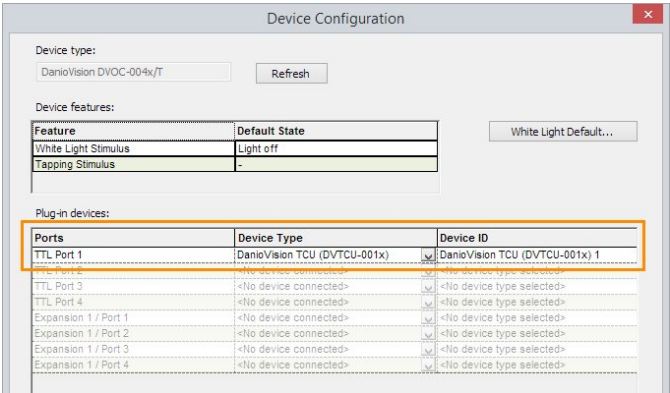 Device Configuration
Device type:
DanioVision DVOC-004x/T
Refresh
Device features:
Feature Default State
White Light Stimulus Light off
Tapping Stimulus -
White Light Default...
Plug-in devices:
Ports Device Type Device ID
TTL Port 1 DanioVision TCU (DVTCU-001x) DanioVision TCU (DVTCU-001x) 1
TTL Port 2 <No device connected> <No device type selected>
TTL Port 3 <No device connected> <No device type selected>
TTL Port 4 <No device connected> <No device type selected>
Expansion 1 / Port 1 <No device connected> <No device type selected>
Expansion 1 / Port 2 <No device connected> <No device type selected>
Expansion 1 / Port 3 <No device connected> <No device type selected>
Expansion 1 / Port 4 <No device connected> <No device type selected>